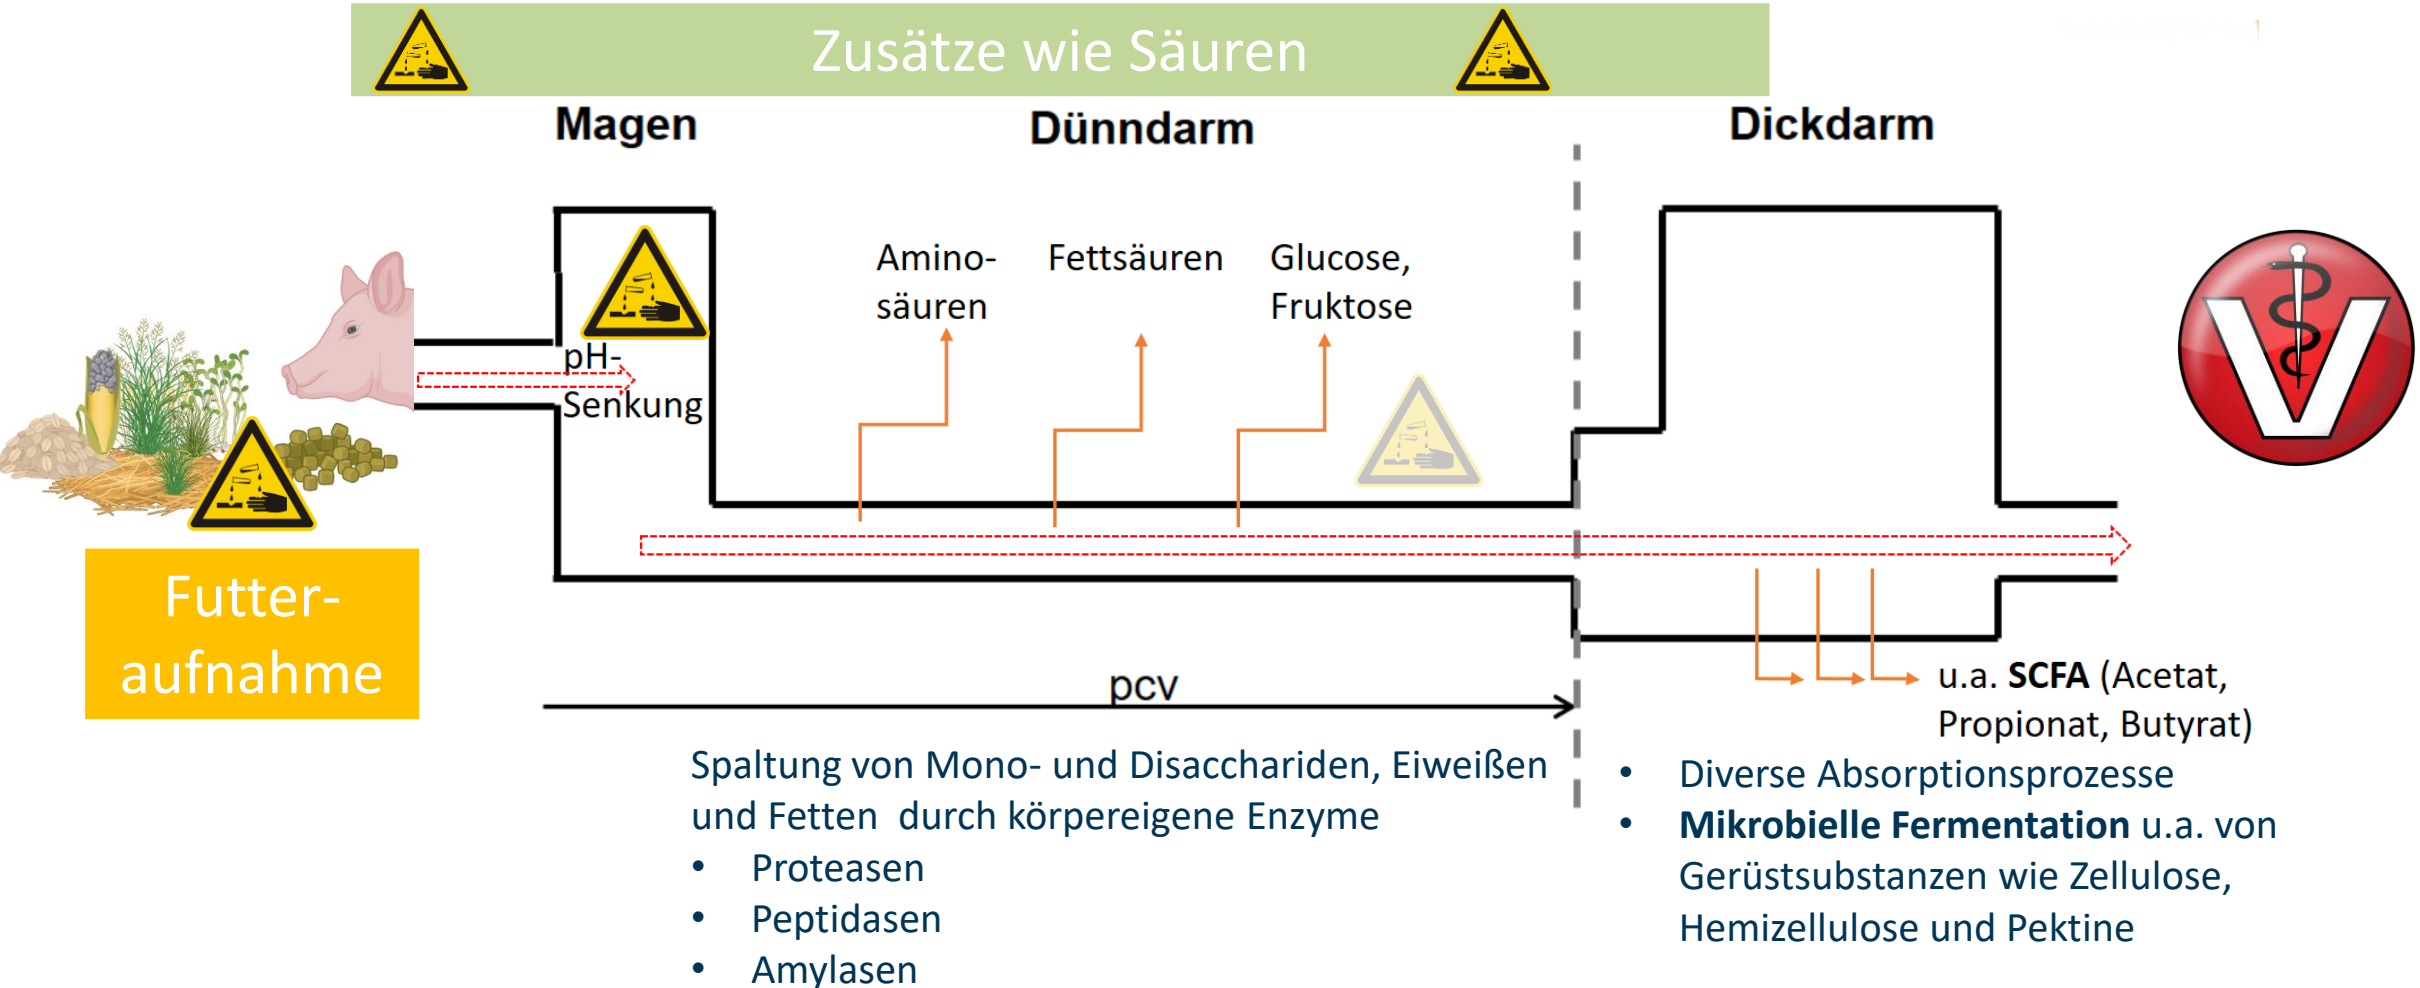 Zusätze wie Säuren
Magen
Dünndarm
Dickdarm
Amino-
säuren
Fettsäuren
Glucose,
Fruktose
pH-
Senkung
V
Futter-
aufnahme
pcv
u.a. SCFA (Acetat,
Propionat, Butyrat)
Spaltung von Mono- und Disacchariden, Eiweißen
und Fetten durch körpereigene Enzyme
• Proteasen
• Peptidasen
• Amylasen
• Diverse Absorptionsprozesse
• Mikrobielle Fermentation u.a. von
Gerüstsubstanzen wie Zellulose,
Hemizellulose und Pektine